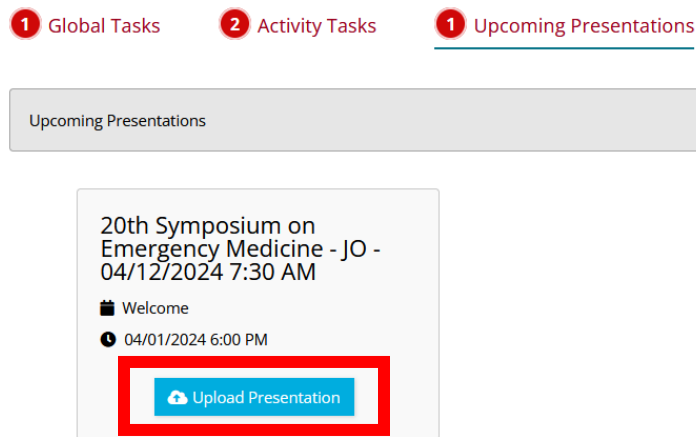 1 Global Tasks 2 Activity Tasks 1 Upcoming Presentations
Upcoming Presentations
20th Symposium on
Emergency Medicine - JO -
04/12/2024 7:30 AM
Welcome
04/01/2024 6:00 PM
Upload Presentation